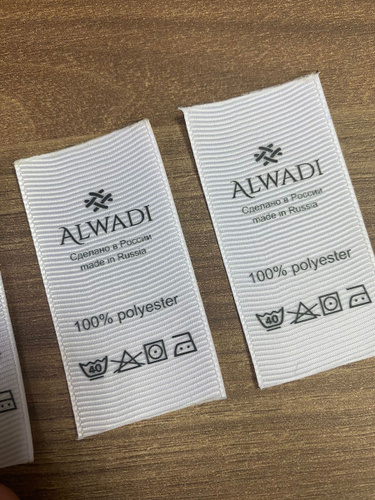 ALWADI
Сделано в России
made in Russia
100% polyester
40
ALWADI
Сделано в России
made in Russia
100% polyester
40